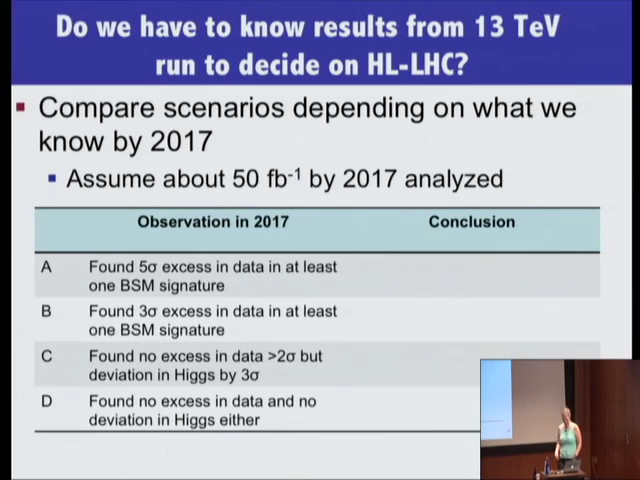 Do we have to know results from 13 TeV
run to decide on HL-LHC?
Compare scenarios depending on what we
know by 2017
Assume about 50 fb-1 by 2017 analyzed
Observation in 2017 Conclusion
A Found 5σ excess in data in at least
one BSM signature
B Found 3σ excess in data in at least
one BSM signature
C Found no excess in data >2σ but
deviation in Higgs by 3σ
D Found no excess in data and no
deviation in Higgs either